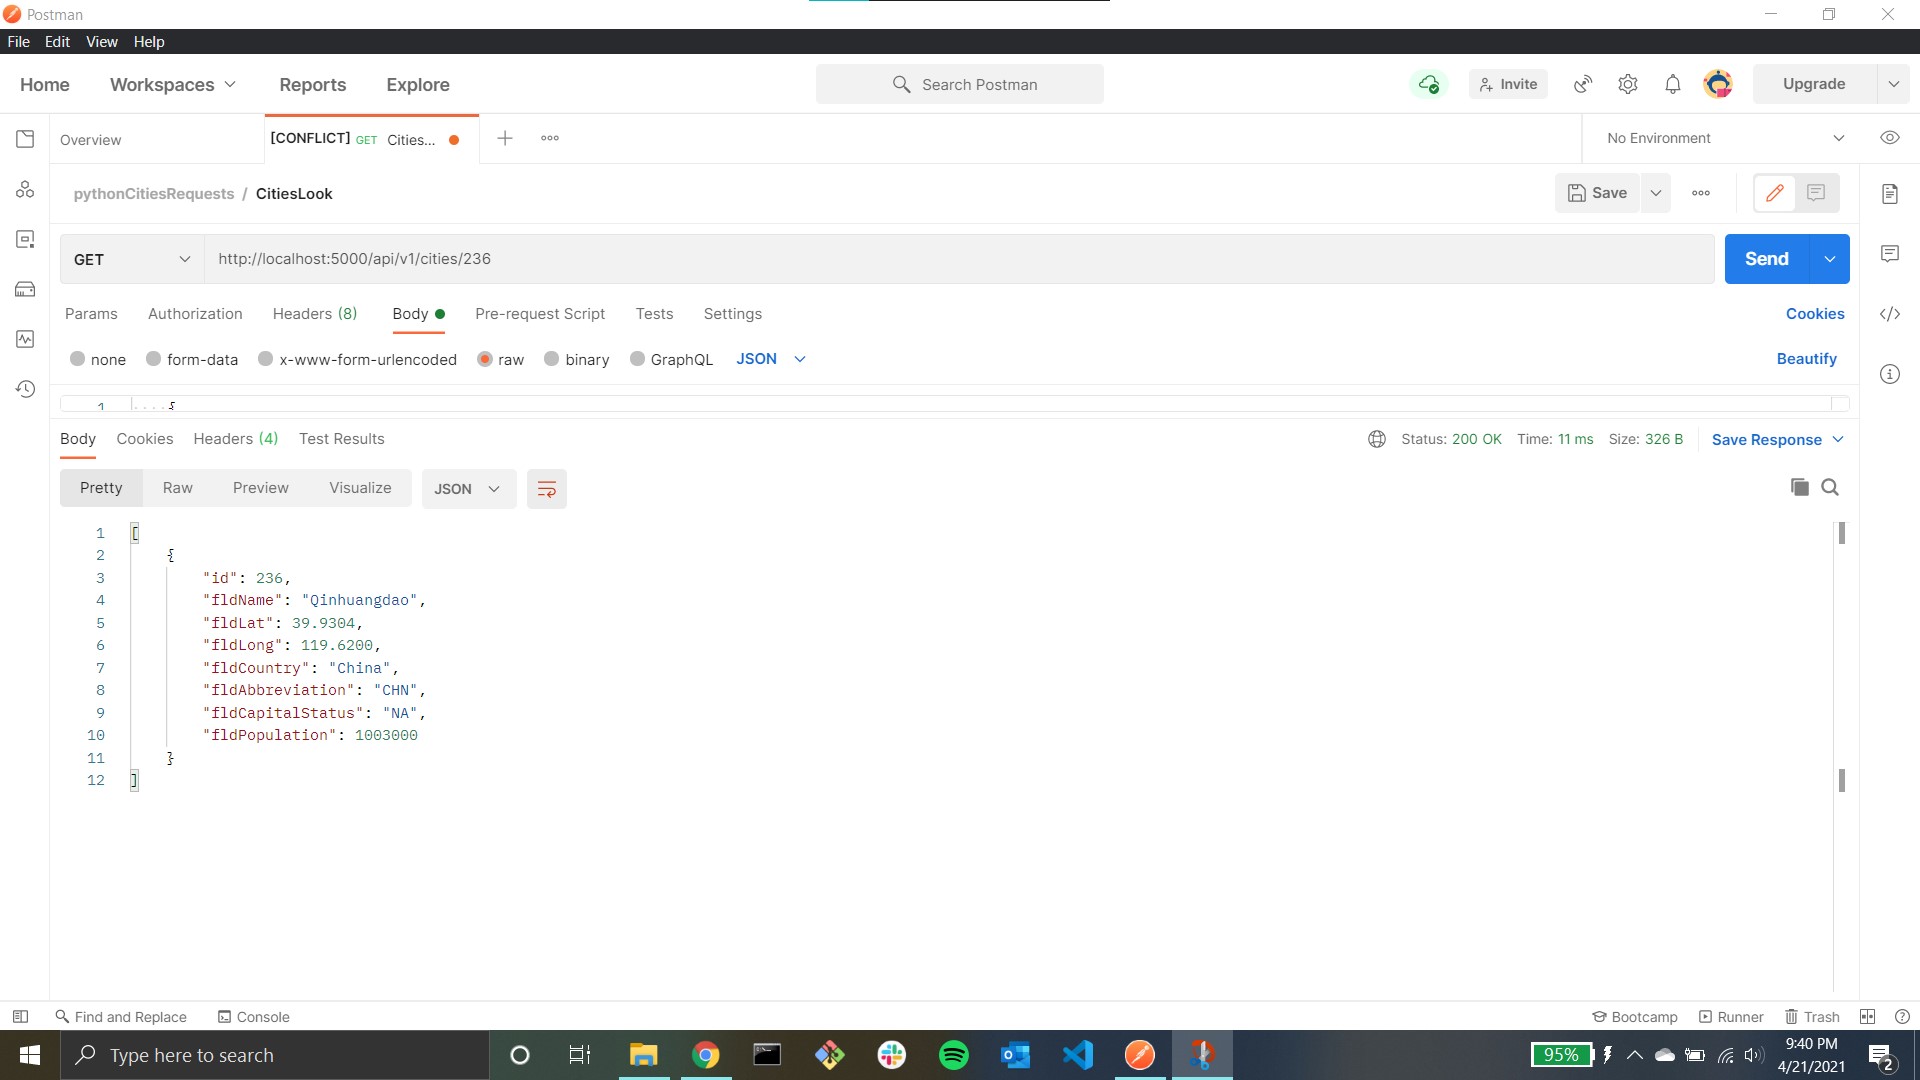 Postman
File Edit View Help
Home Workspaces Reports Explore Search Postman Invite Upgrade
Overview [CONFLICT] GET Cities... No Environment
pythonCitiesRequests / CitiesLook Save
GET http://localhost:5000/api/v1/cities/236 Send
Params Authorization Headers (8) Body Pre-request Script Tests Settings Cookies
none form-data x-www-form-urlencoded raw binary GraphQL JSON Beautify
1 {
Body Cookies Headers (4) Test Results Status: 200 OK Time: 11 ms Size: 326 B Save Response
Pretty Raw Preview Visualize JSON
1 [
2 {
3 "id": 236,
4 "fldName": "Qinhuangdao",
5 "fldLat": 39.9304,
6 "fldLong": 119.6200,
7 "fldCountry": "China",
8 "fldAbbreviation": "CHN",
9 "fldCapitalStatus": "NA",
10 "fldPopulation": 1003000
11 }
12 ]
Find and Replace Console Bootcamp Runner Trash
Type here to search 95% 9:40 PM
4/21/2021 2